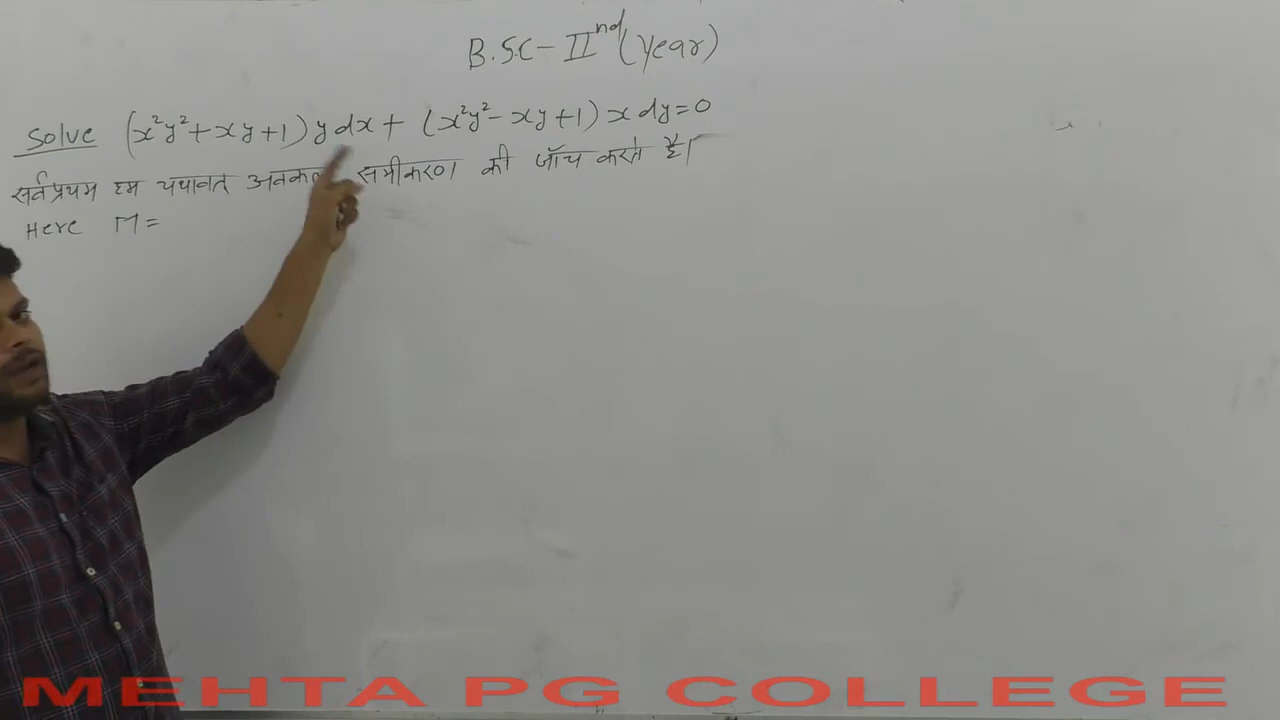 B.SC - IInd (Year)
Solve (x²y² + xy + 1) y dx + (x²y² - xy + 1) x dy = 0
सर्वप्रथम हम यथावत समीकरण की जाँच करते है।
Here M =
MEHTA PG COLLEGE